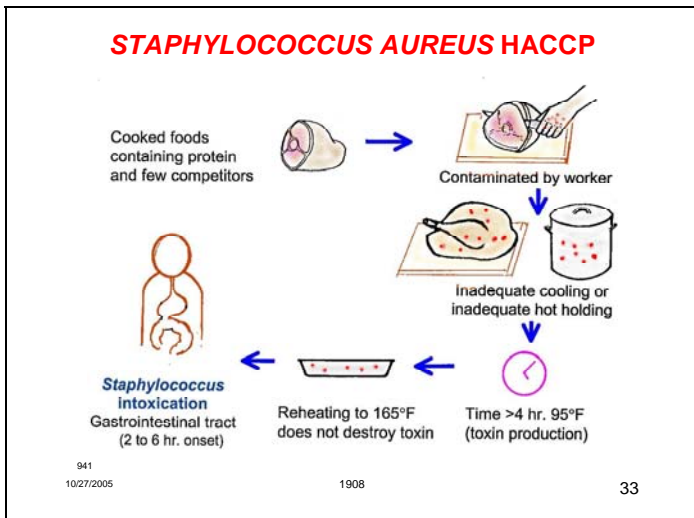 STAPHYLOCOCCUS AUREUS HACCP
Cooked foods
containing protein
and few competitors
Contaminated by worker
Inadequate cooling or
inadequate hot holding
Time >4 hr. 95°F
(toxin production)
Reheating to 165°F
does not destroy toxin
Staphylococcus
intoxication
Gastrointestinal tract
(2 to 6 hr. onset)
941
10/27/2005
1908
33